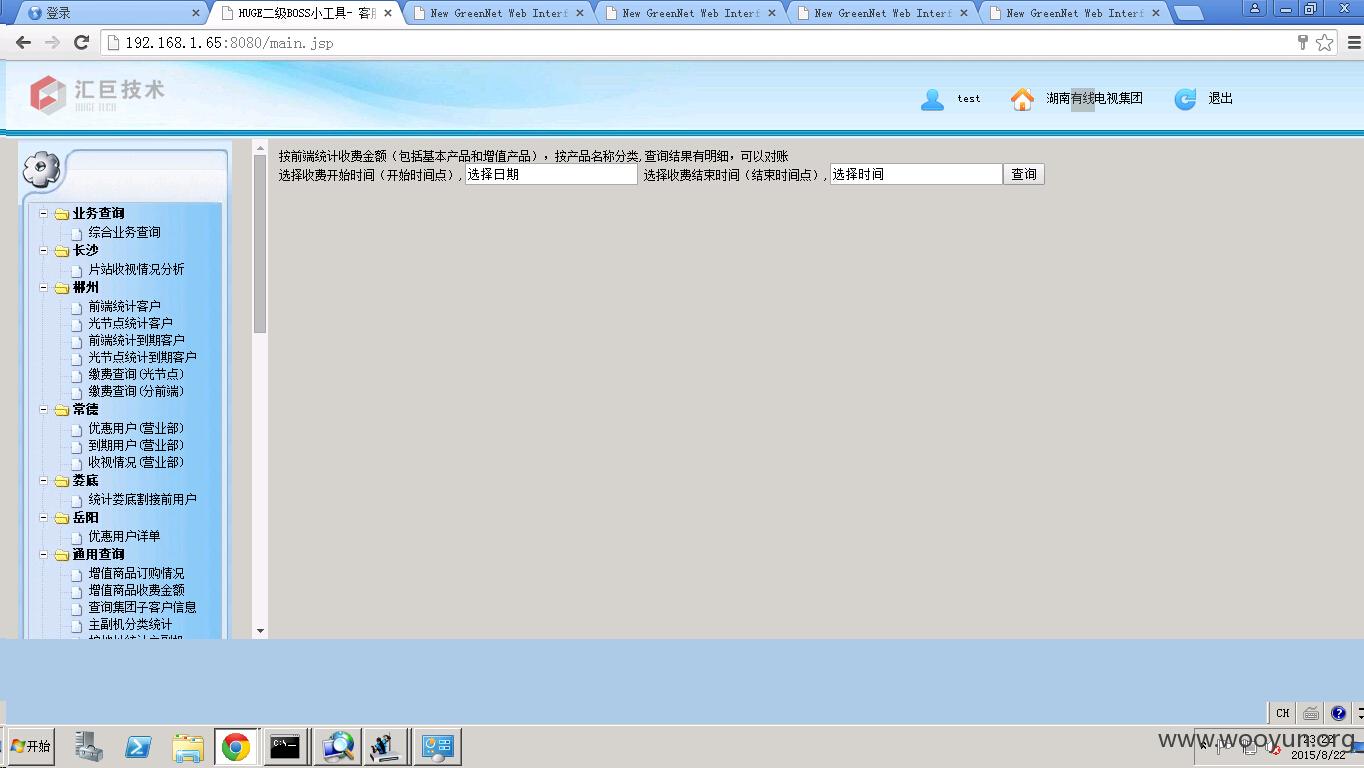 登录
HUGE二级BOSS小工具- 客
New GreenNet Web Interf
New GreenNet Web Interf
New GreenNet Web Interf
New GreenNet Web Interf
192.168.1.65:8080/main.jsp
汇巨技术
HUGE TECH
test
湖南有线电视集团
退出
按前端统计收费金额（包括基本产品和增值产品），按产品名称分类,查询结果有明细，可以对账
选择收费开始时间（开始时间点）, 选择日期 选择收费结束时间（结束时间点）, 选择时间 查询
业务查询
综合业务查询
长沙
片站收视情况分析
郴州
前端统计客户
光节点统计客户
前端统计到期客户
光节点统计到期客户
缴费查询(光节点)
缴费查询(分前端)
常德
优惠用户(营业部)
到期用户(营业部)
收视情况(营业部)
娄底
统计娄底割接前用户
岳阳
优惠用户详单
通用查询
增值商品订购情况
增值商品收费金额
查询集团子客户信息
主副机分类统计
CH
开始
www.wooyun.org
2015/8/22